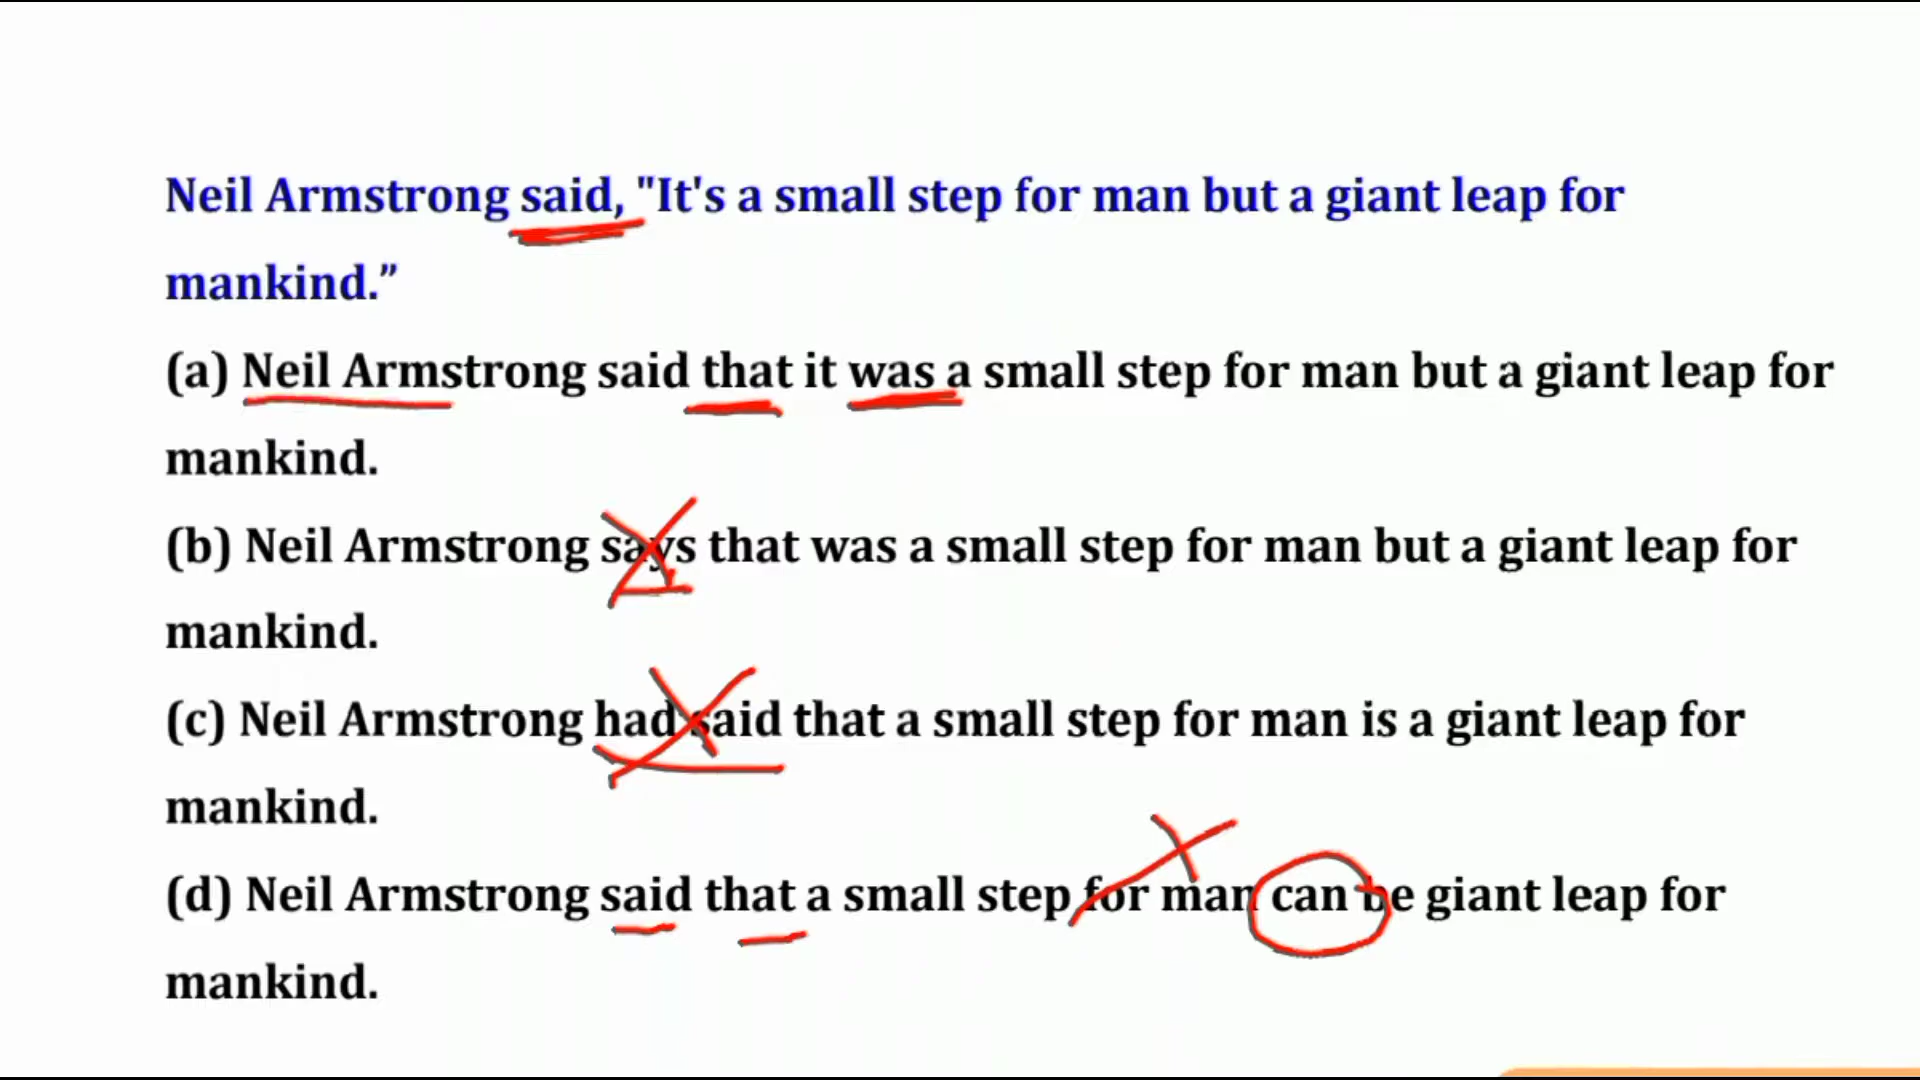 Neil Armstrong said, "It's a small step for man but a giant leap for
mankind.”
(a) Neil Armstrong said that it was a small step for man but a giant leap for
mankind.
(b) Neil Armstrong says that was a small step for man but a giant leap for
mankind.
(c) Neil Armstrong had said that a small step for man is a giant leap for
mankind.
(d) Neil Armstrong said that a small step for man can be giant leap for
mankind.